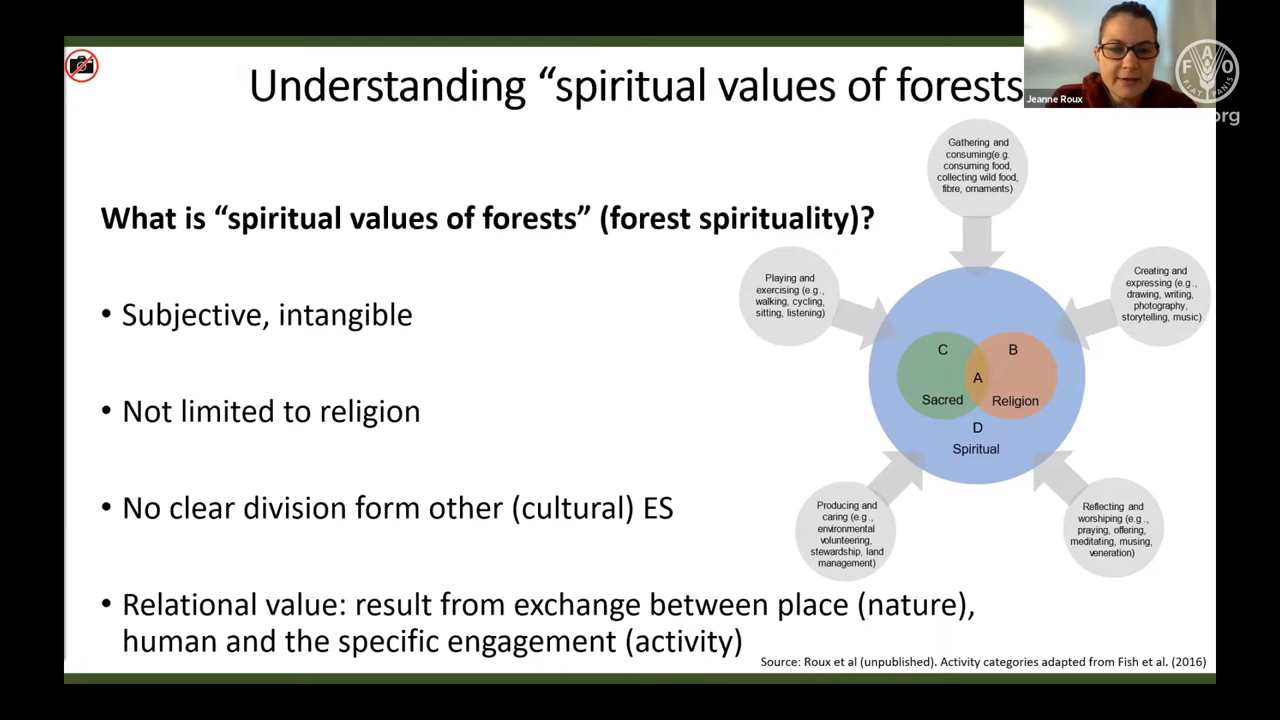 Understanding “spiritual values of forests
Jeanne Roux
F A O
FIAT PANIS
org
Gathering and
consuming(e.g.
consuming food,
collecting wild food,
fibre, ornaments)
What is “spiritual values of forests” (forest spirituality)?
Playing and
exercising (e.g.,
walking, cycling,
sitting, listening)
Creating and
expressing (e.g.,
drawing, writing,
photography,
storytelling, music)
• Subjective, intangible
C
B
A
Sacred
Religion
D
Spiritual
• Not limited to religion
• No clear division form other (cultural) ES
Producing and
caring (e.g.,
environmental
volunteering,
stewardship, land
management)
Reflecting and
worshiping (e.g.,
praying, offering,
meditating, musing,
veneration)
• Relational value: result from exchange between place (nature),
human and the specific engagement (activity)
Source: Roux et al (unpublished). Activity categories adapted from Fish et al. (2016)